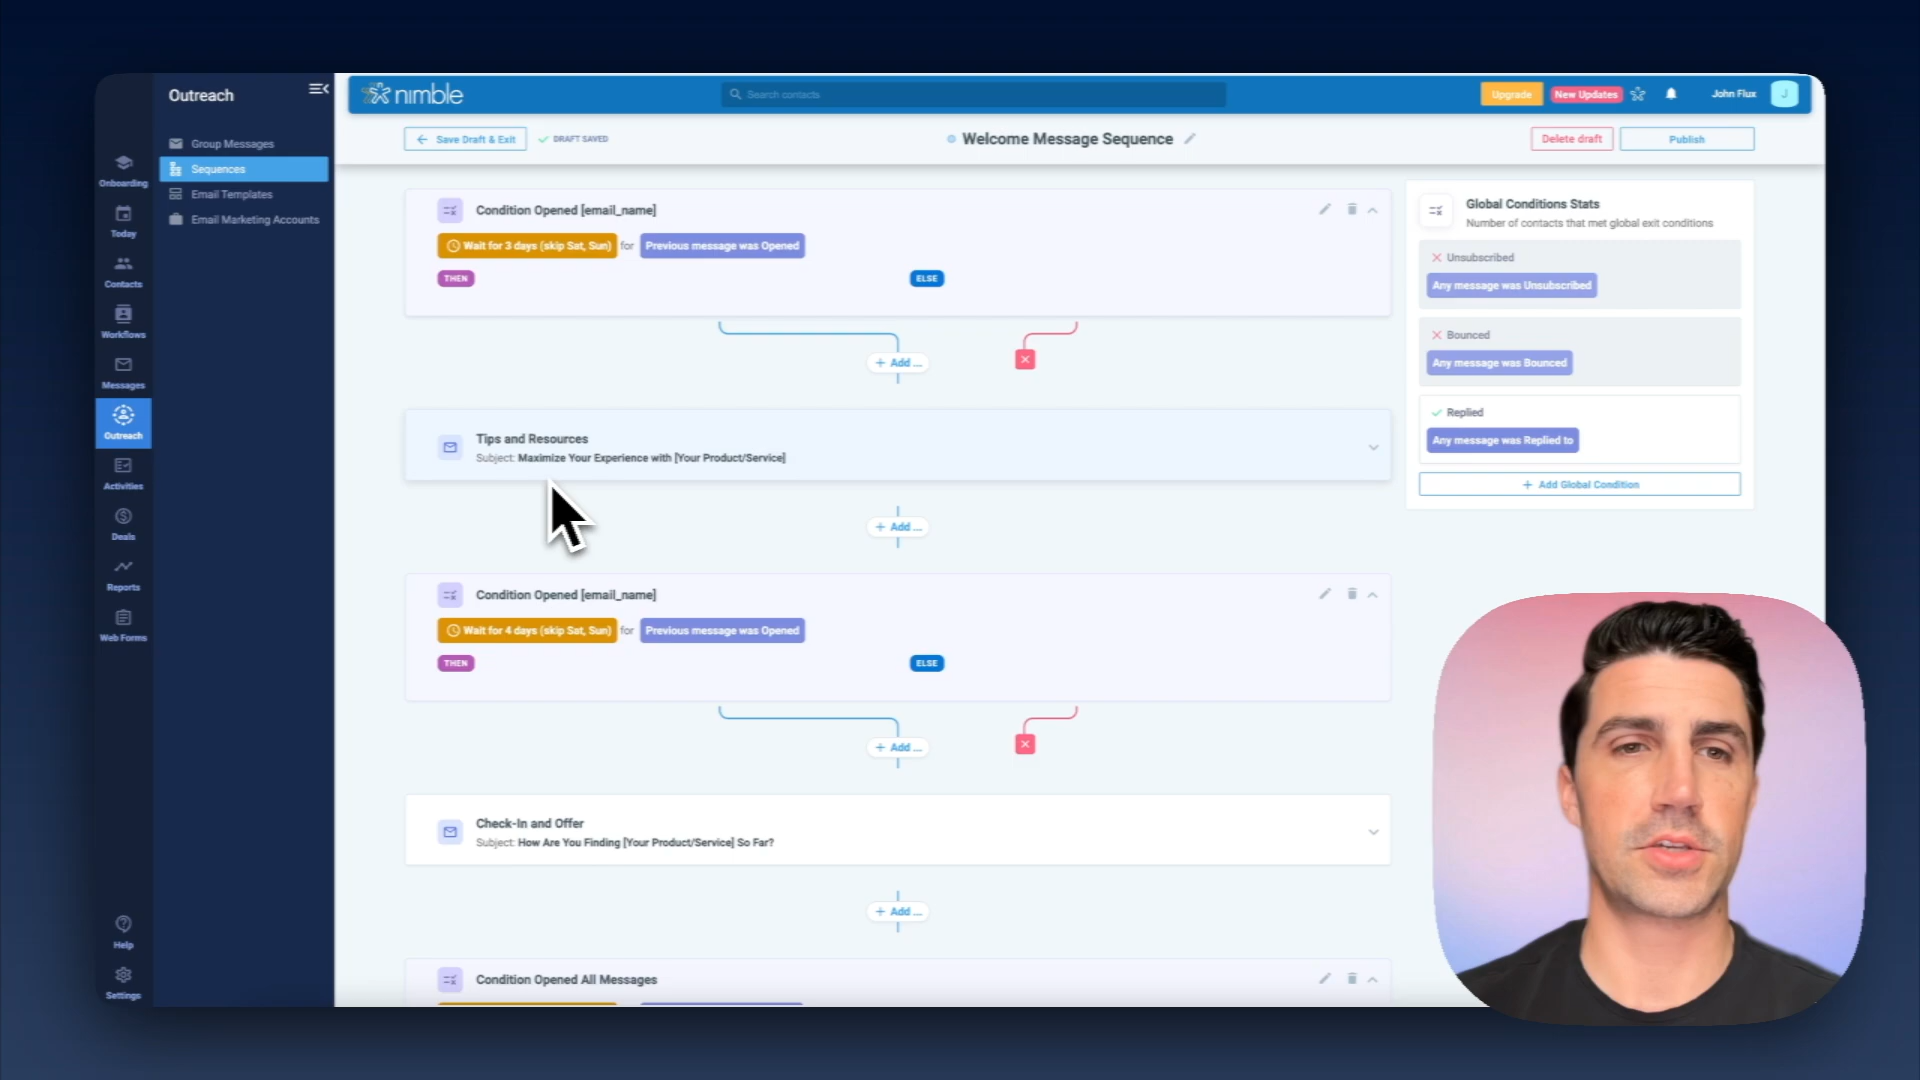 Outreach
nimble
Search contacts
Upgrade
New Updates
John Flux
J
Group Messages
Sequences
Email Templates
Email Marketing Accounts
Onboarding
Today
Contacts
Workflows
Messages
Outreach
Activities
Deals
Reports
Web Forms
Help
Settings
Save Draft & Exit
DRAFT SAVED
Welcome Message Sequence
Delete draft
Publish
Condition Opened [email_name]
Wait for 3 days (skip Sat, Sun) for Previous message was Opened
THEN
ELSE
+ Add ...
Tips and Resources
Subject: Maximize Your Experience with [Your Product/Service]
+ Add ...
Condition Opened [email_name]
Wait for 4 days (skip Sat, Sun) for Previous message was Opened
THEN
ELSE
+ Add ...
Check-In and Offer
Subject: How Are You Finding [Your Product/Service] So Far?
+ Add ...
Condition Opened All Messages
Global Conditions Stats
Number of contacts that met global exit conditions
Unsubscribed
Any message was Unsubscribed
Bounced
Any message was Bounced
Replied
Any message was Replied to
+ Add Global Condition